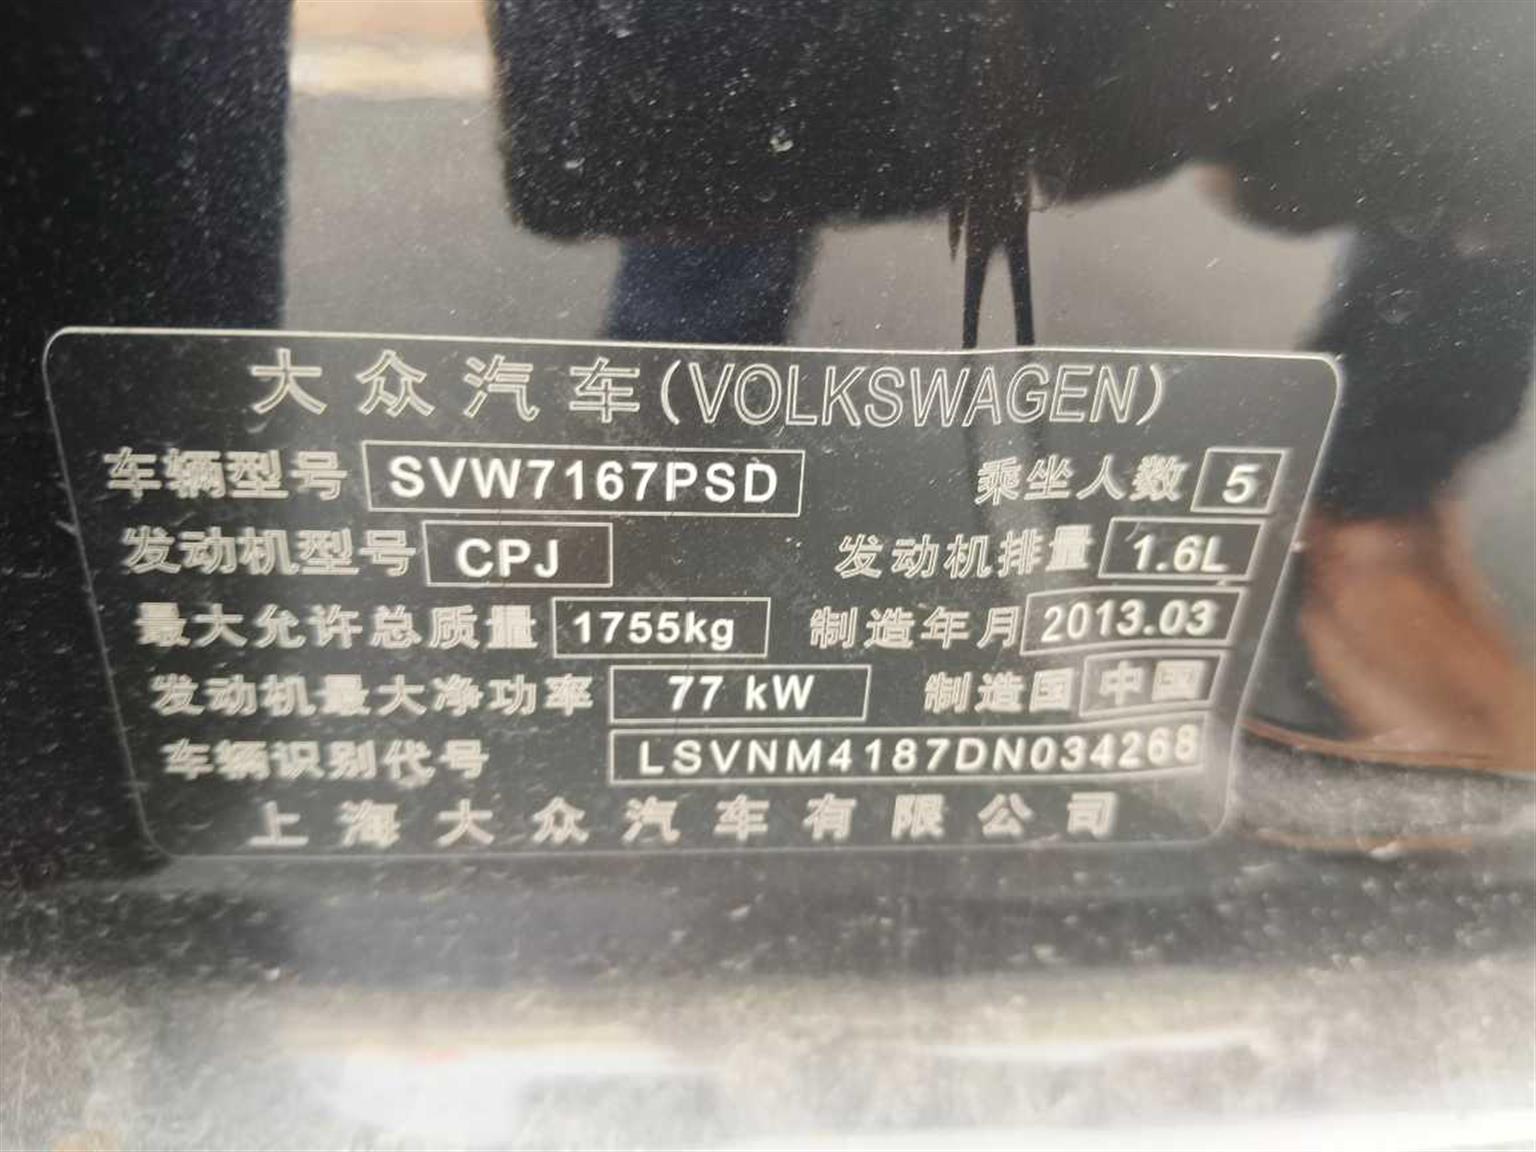 大众汽车(VOLKSWAGEN)
车辆型号 SVW7167PSD 乘坐人数 5
发动机型号 CPJ 发动机排量 1.6L
最大允许总质量 1755kg 制造年月 2013.03
发动机最大净功率 77 kW 制造国 中国
车辆识别代号 LSVNM4187DN034268
上海大众汽车有限公司